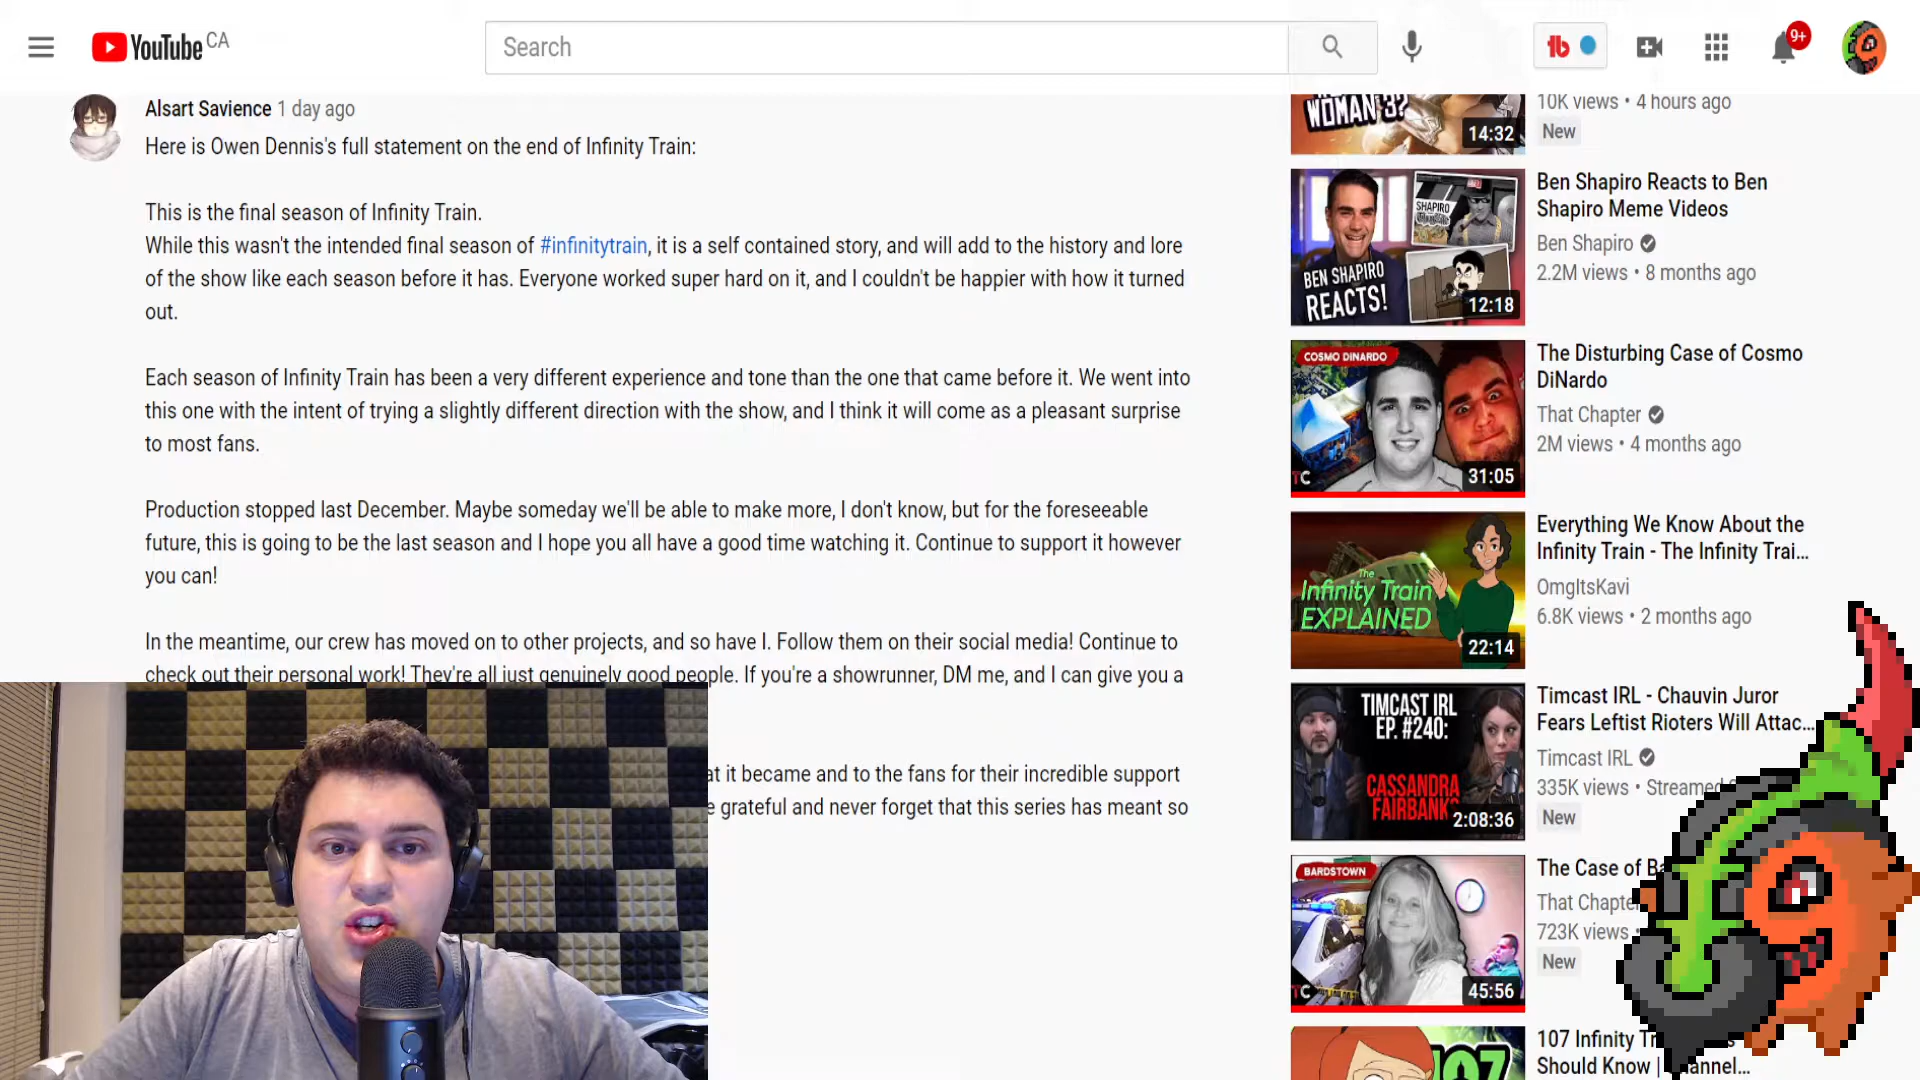 YouTube CA
Search
9+
Alsart Savience 1 day ago
Here is Owen Dennis's full statement on the end of Infinity Train:
This is the final season of Infinity Train.
While this wasn't the intended final season of #infinitytrain, it is a self contained story, and will add to the history and lore
of the show like each season before it has. Everyone worked super hard on it, and I couldn't be happier with how it turned
out.
Each season of Infinity Train has been a very different experience and tone than the one that came before it. We went into
this one with the intent of trying a slightly different direction with the show, and I think it will come as a pleasant surprise
to most fans.
Production stopped last December. Maybe someday we'll be able to make more, I don't know, but for the foreseeable
future, this is going to be the last season and I hope you all have a good time watching it. Continue to support it however
you can!
In the meantime, our crew has moved on to other projects, and so have I. Follow them on their social media! Continue to
check out their personal work! They're all just genuinely good people. If you're a showrunner, DM me, and I can give you a
at it became and to the fans for their incredible support
e grateful and never forget that this series has meant so
WOMAN 3?
14:32
10K views • 4 hours ago
New
SHAPIRO
BEN SHAPIRO
REACTS!
12:18
Ben Shapiro Reacts to Ben
Shapiro Meme Videos
Ben Shapiro
2.2M views • 8 months ago
COSMO DINARDO
TC
31:05
The Disturbing Case of Cosmo
DiNardo
That Chapter
2M views • 4 months ago
The
Infinity Train
EXPLAINED
22:14
Everything We Know About the
Infinity Train - The Infinity Trai...
OmgItsKavi
6.8K views • 2 months ago
TIMCAST IRL
EP. #240:
CASSANDRA
FAIRBANK
2:08:36
Timcast IRL - Chauvin Juror
Fears Leftist Rioters Will Attac...
Timcast IRL
335K views • Streamed
New
BARDSTOWN
TC
45:56
The Case of Ba
That Chapte
723K views •
New
107
107 Infinity Tr
Should Know | annel...